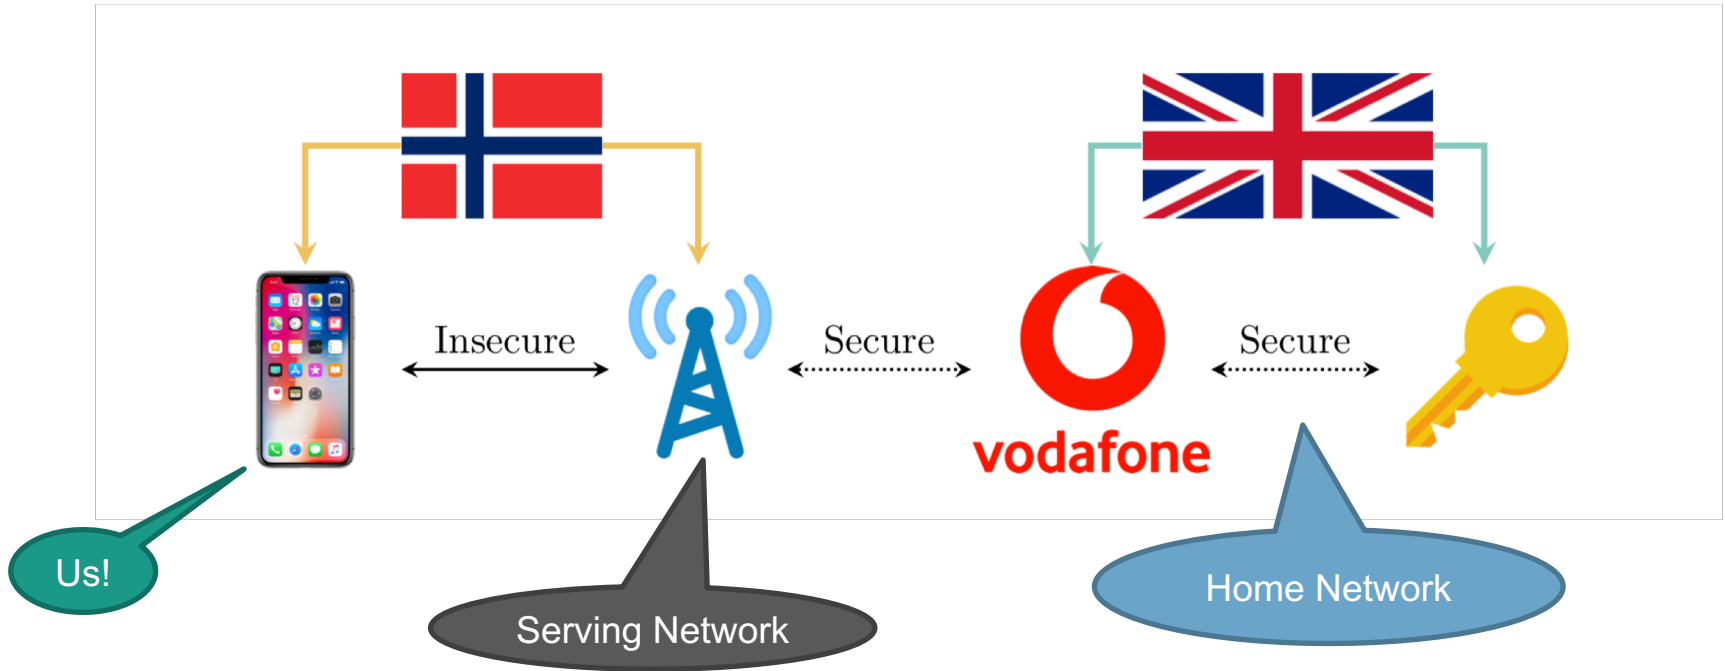 Insecure
Secure
Secure
vodafone
Us!
Serving Network
Home Network